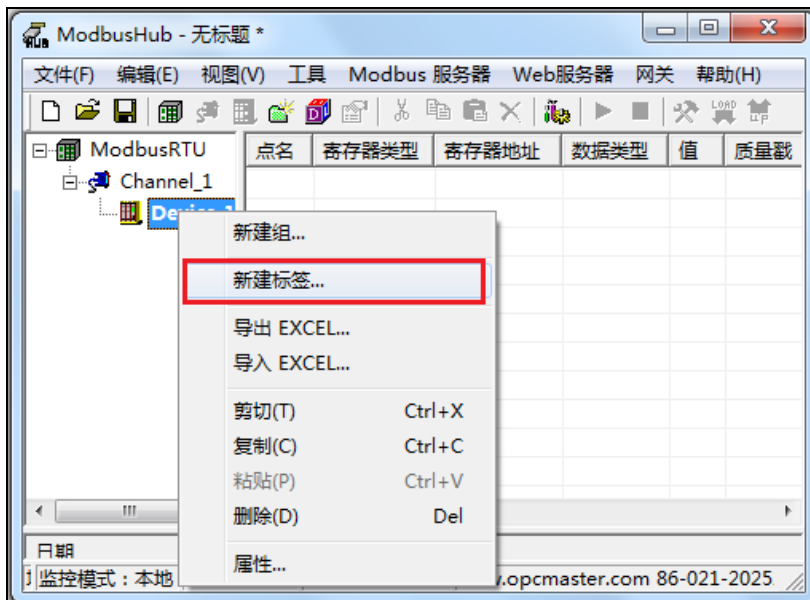 ModbusHub - 无标题 *
文件(F) 编辑(E) 视图(V) 工具 Modbus 服务器 Web服务器 网关 帮助(H)
ModbusRTU
Channel_1
点名 寄存器类型 寄存器地址 数据类型 值 质量戳
新建组...
新建标签...
导出 EXCEL...
导入 EXCEL...
剪切(T) Ctrl+X
复制(C) Ctrl+C
粘贴(P) Ctrl+V
删除(D) Del
属性...
日期
监控模式：本地 .opcmaster.com 86-021-2025